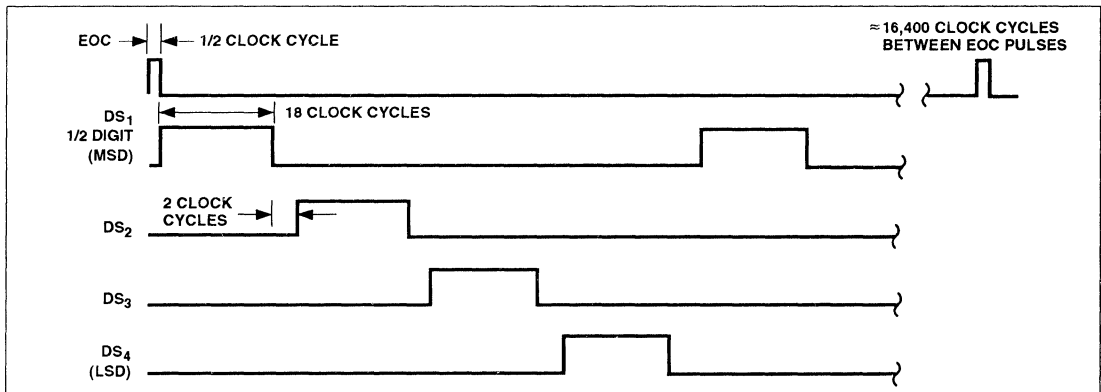 EOC 1/2 CLOCK CYCLE
≈16,400 CLOCK CYCLES
BETWEEN EOC PULSES
18 CLOCK CYCLES
DS1
1/2 DIGIT
(MSD)
2 CLOCK
CYCLES
DS2
DS3
DS4
(LSD)